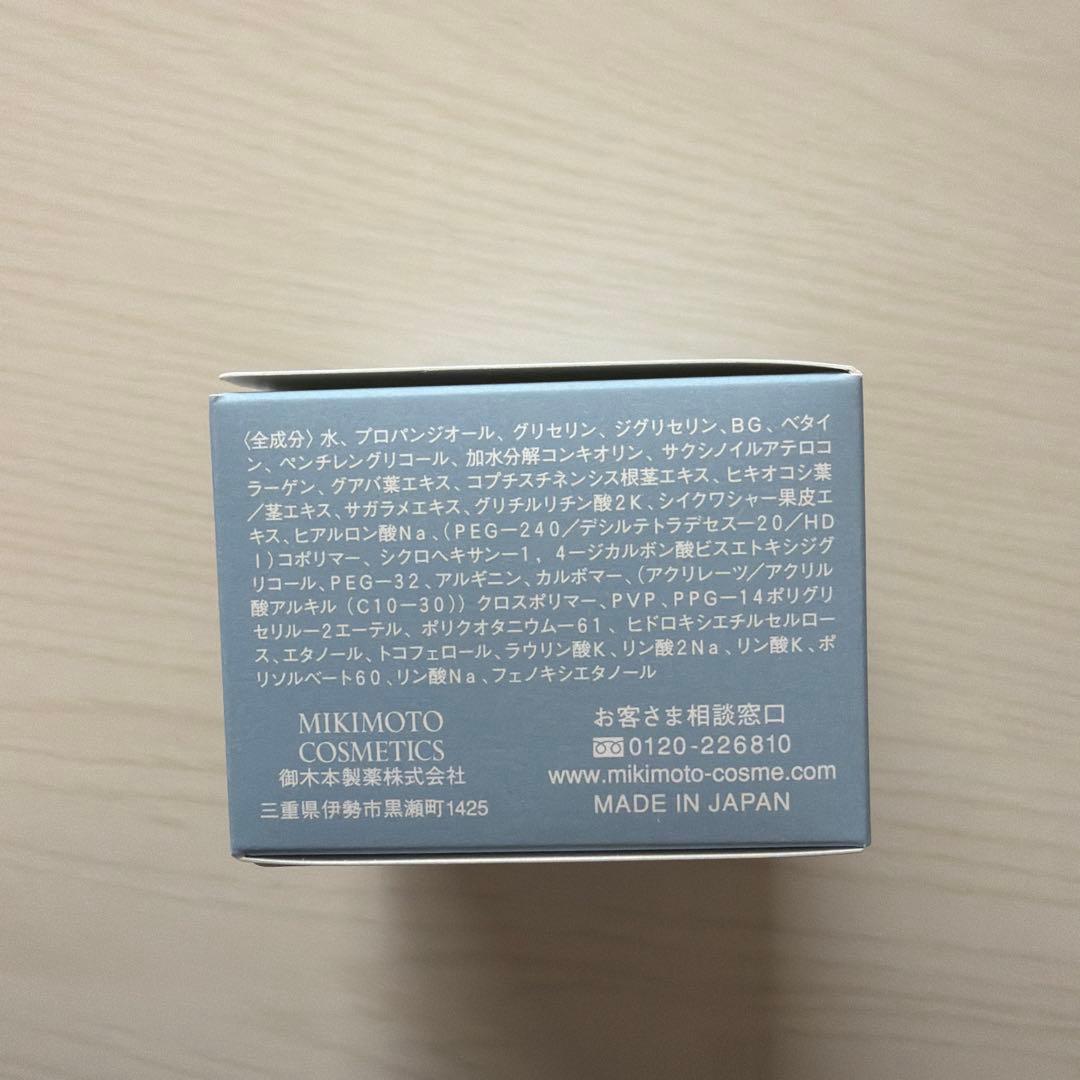 〈全成分〉水、プロパンジオール、グリセリン、ジグリセリン、BG、ベタイ
ン、ペンチレングリコール、加水分解コンキオリン、サクシノイルアテロコ
ラーゲン、グアバ葉エキス、コプチスチネンシス根茎エキス、ヒキオコシ葉
/茎エキス、サガラメエキス、グリチルリチン酸2K、シイクワシャー果皮エ
キス、ヒアルロン酸Na、(PEG-240/デシルテトラデセス-20/HD
I)コポリマー、シクロヘキサン-1,4-ジカルボン酸ビスエトキシジグ
リコール、PEG-32、アルギニン、カルボマー、(アクリレーツ/アクリル
酸アルキル(C10-30))クロスポリマー、PVP、PPG-14ポリグリ
セリル-2エーテル、ポリクオタニウム-61、ヒドロキシエチルセルロー
ス、エタノール、トコフェロール、ラウリン酸K、リン酸2Na、リン酸K、ポ
リソルベート60、リン酸Na、フェノキシエタノール
MIKIMOTO
COSMETICS
御木本製薬株式会社
三重県伊勢市黒瀬町1425
お客さま相談窓口
0120-226810
www.mikimoto-cosme.com
MADE IN JAPAN